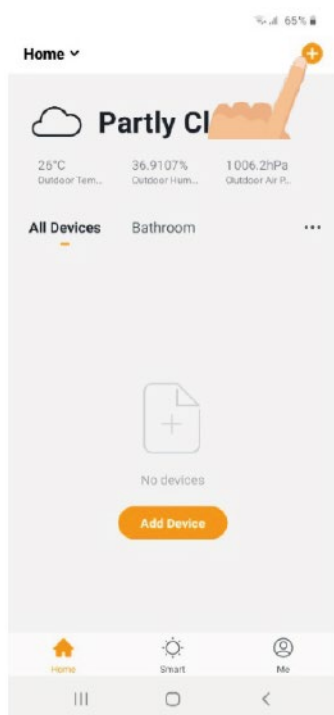 65%
Home
Partly Cl
26°C 36.9107% 1006.2hPa
Outdoor Tem... Outdoor Hum... Outdoor Air P...
All Devices Bathroom
No devices
Add Device
Home Smart Me